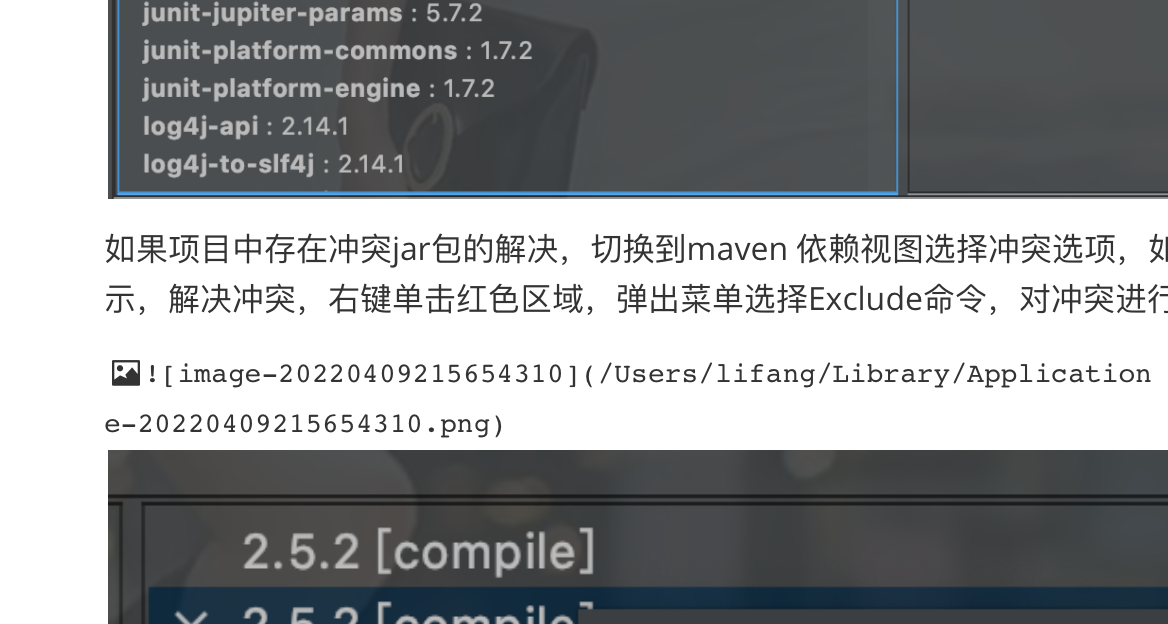 junit-jupiter-params : 5.7.2
junit-platform-commons : 1.7.2
junit-platform-engine : 1.7.2
log4j-api : 2.14.1
log4j-to-slf4j : 2.14.1
如果项目中存在冲突jar包的解决，切换到maven 依赖视图选择冲突选项，如
示，解决冲突，右键单击红色区域，弹出菜单选择Exclude命令，对冲突进行
![image-20220409215654310](/Users/lifang/Library/Application
e-20220409215654310.png)
2.5.2 [compile]
2.5.2 [compile]